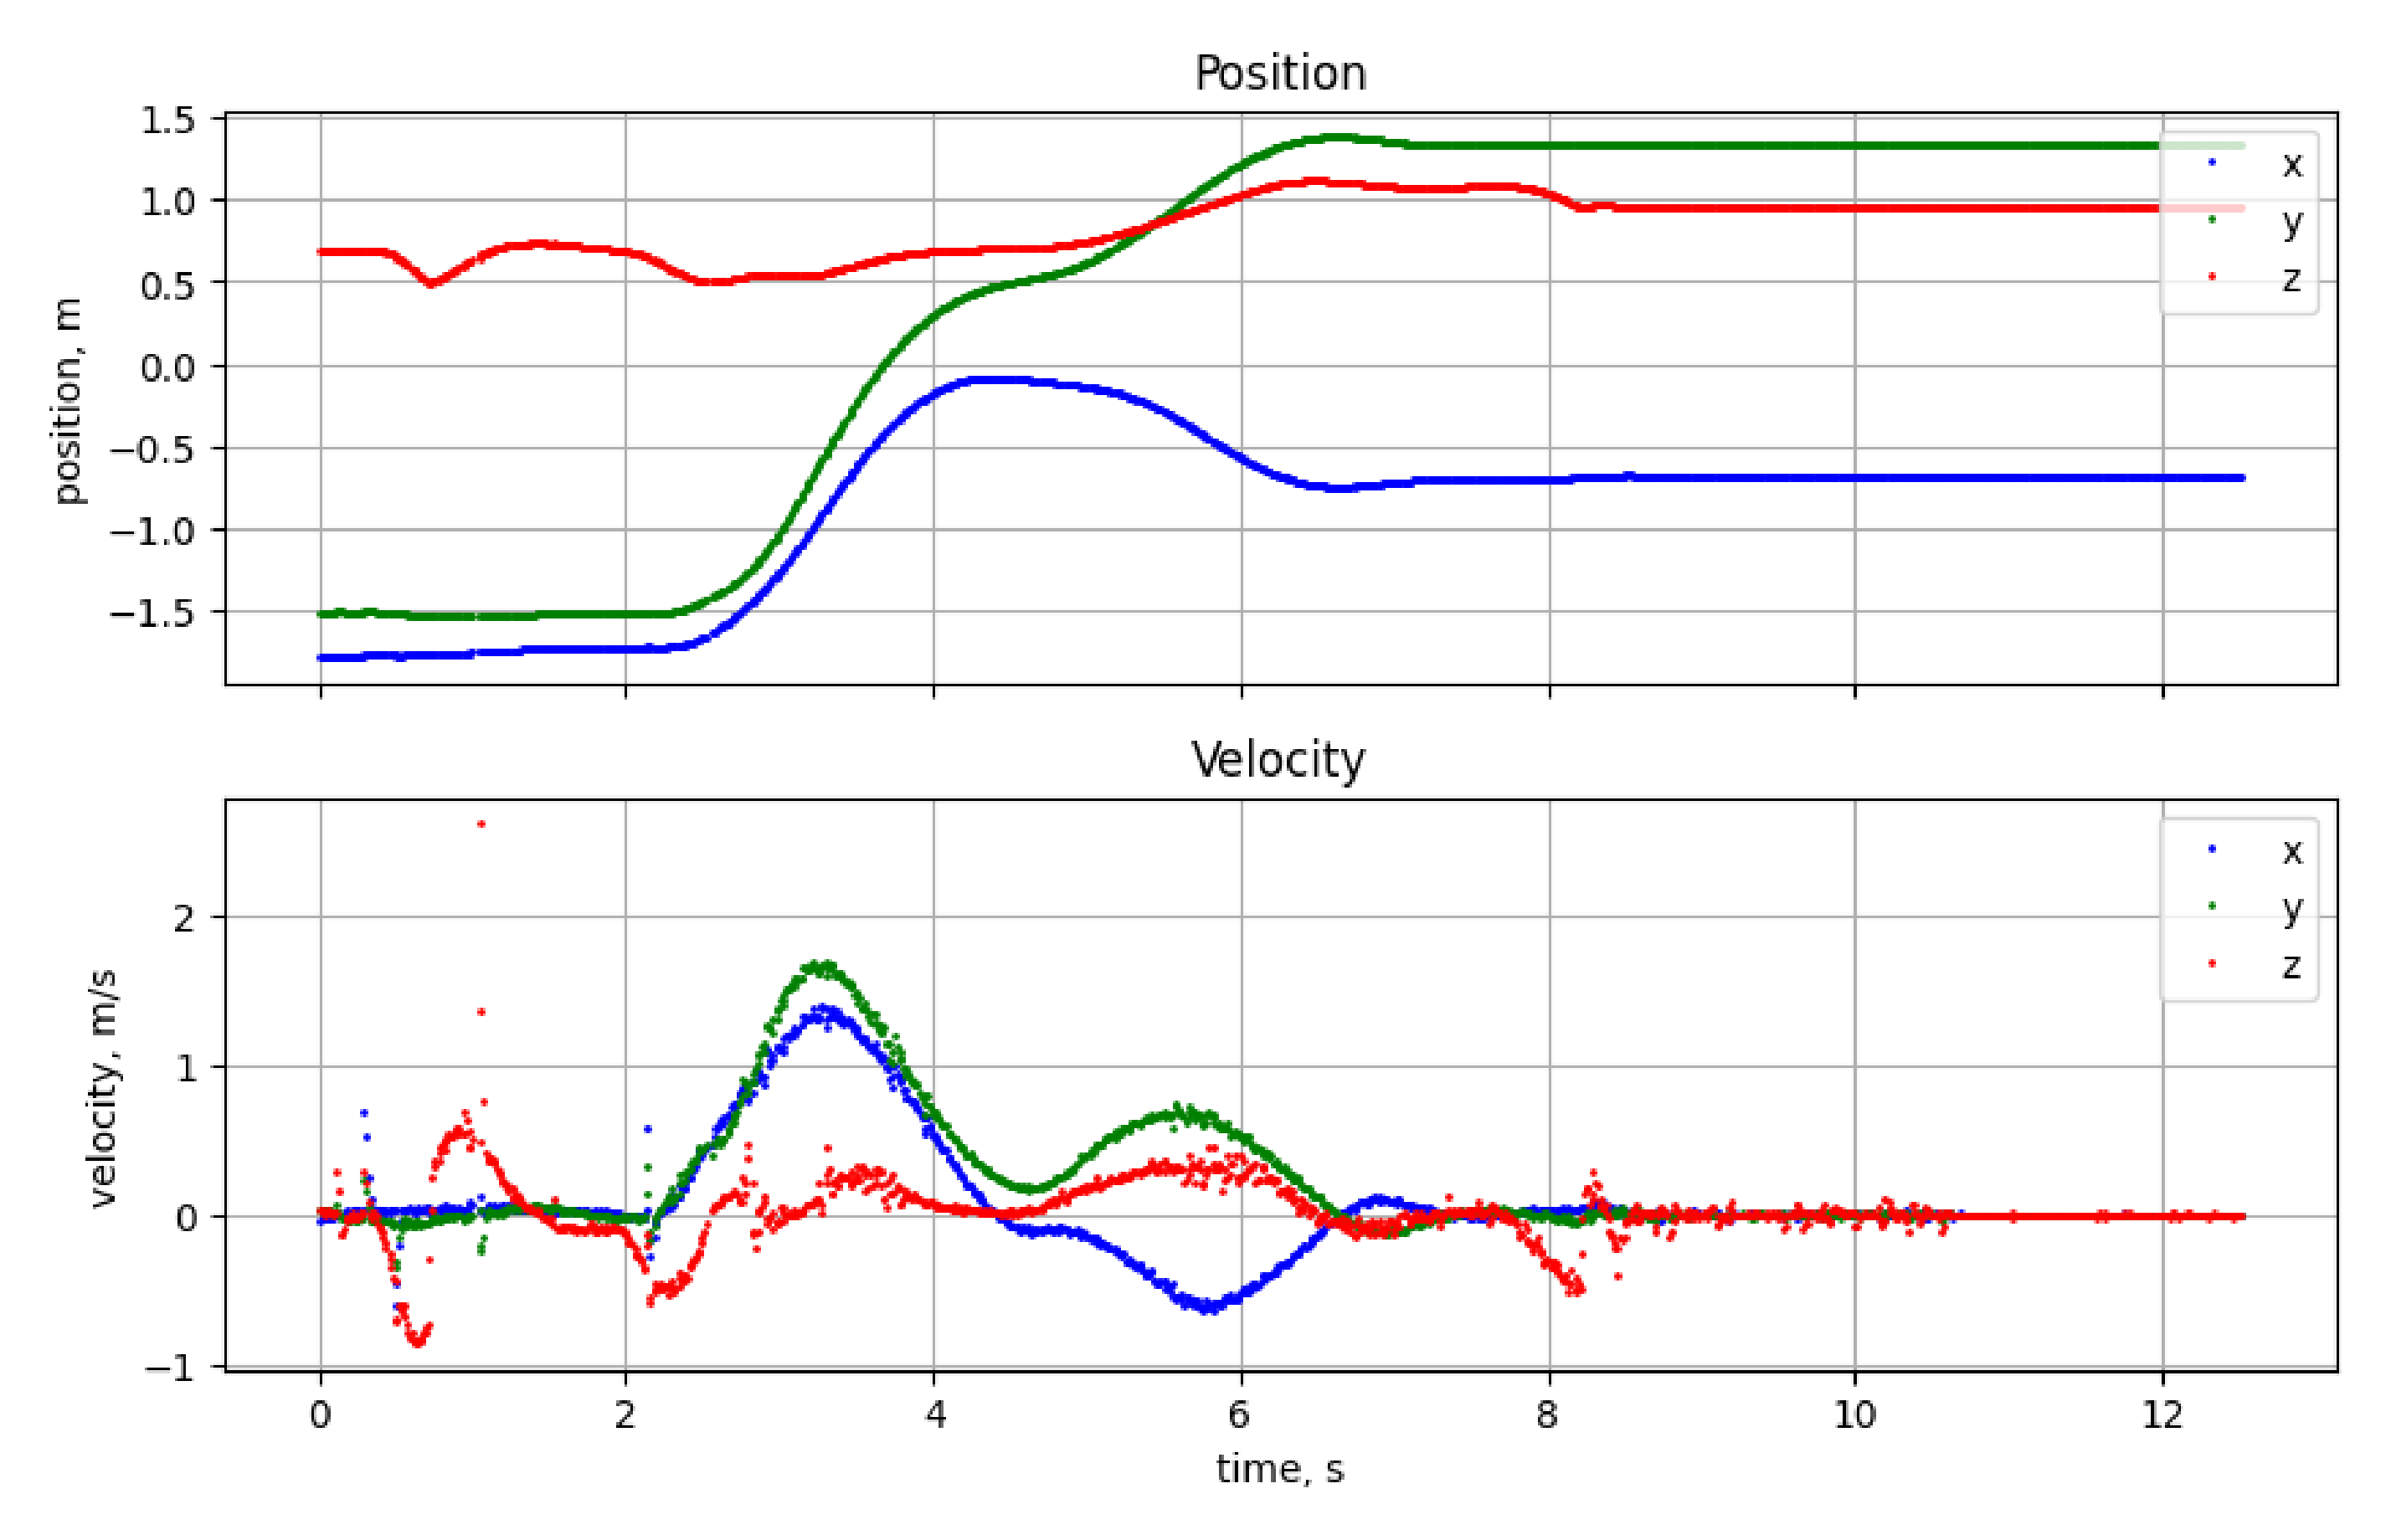 Position
1.5
1.0
0.5
0.0
−0.5
−1.0
−1.5
position, m
x
y
z
Velocity
2
1
0
−1
velocity, m/s
x
y
z
0 2 4 6 8 10 12
time, s